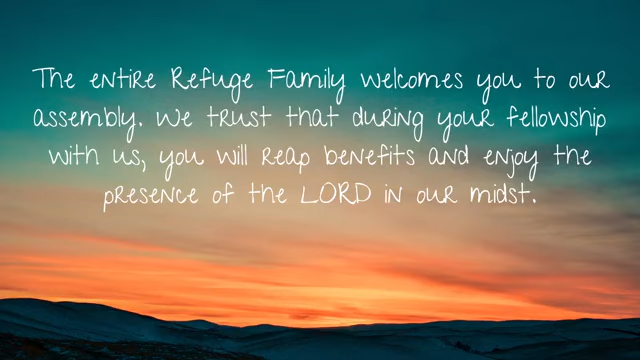 The entire Refuge Family welcomes you to our
assembly. We trust that during your fellowship
with us, you will reap benefits and enjoy the
presence of the LORD in our midst.